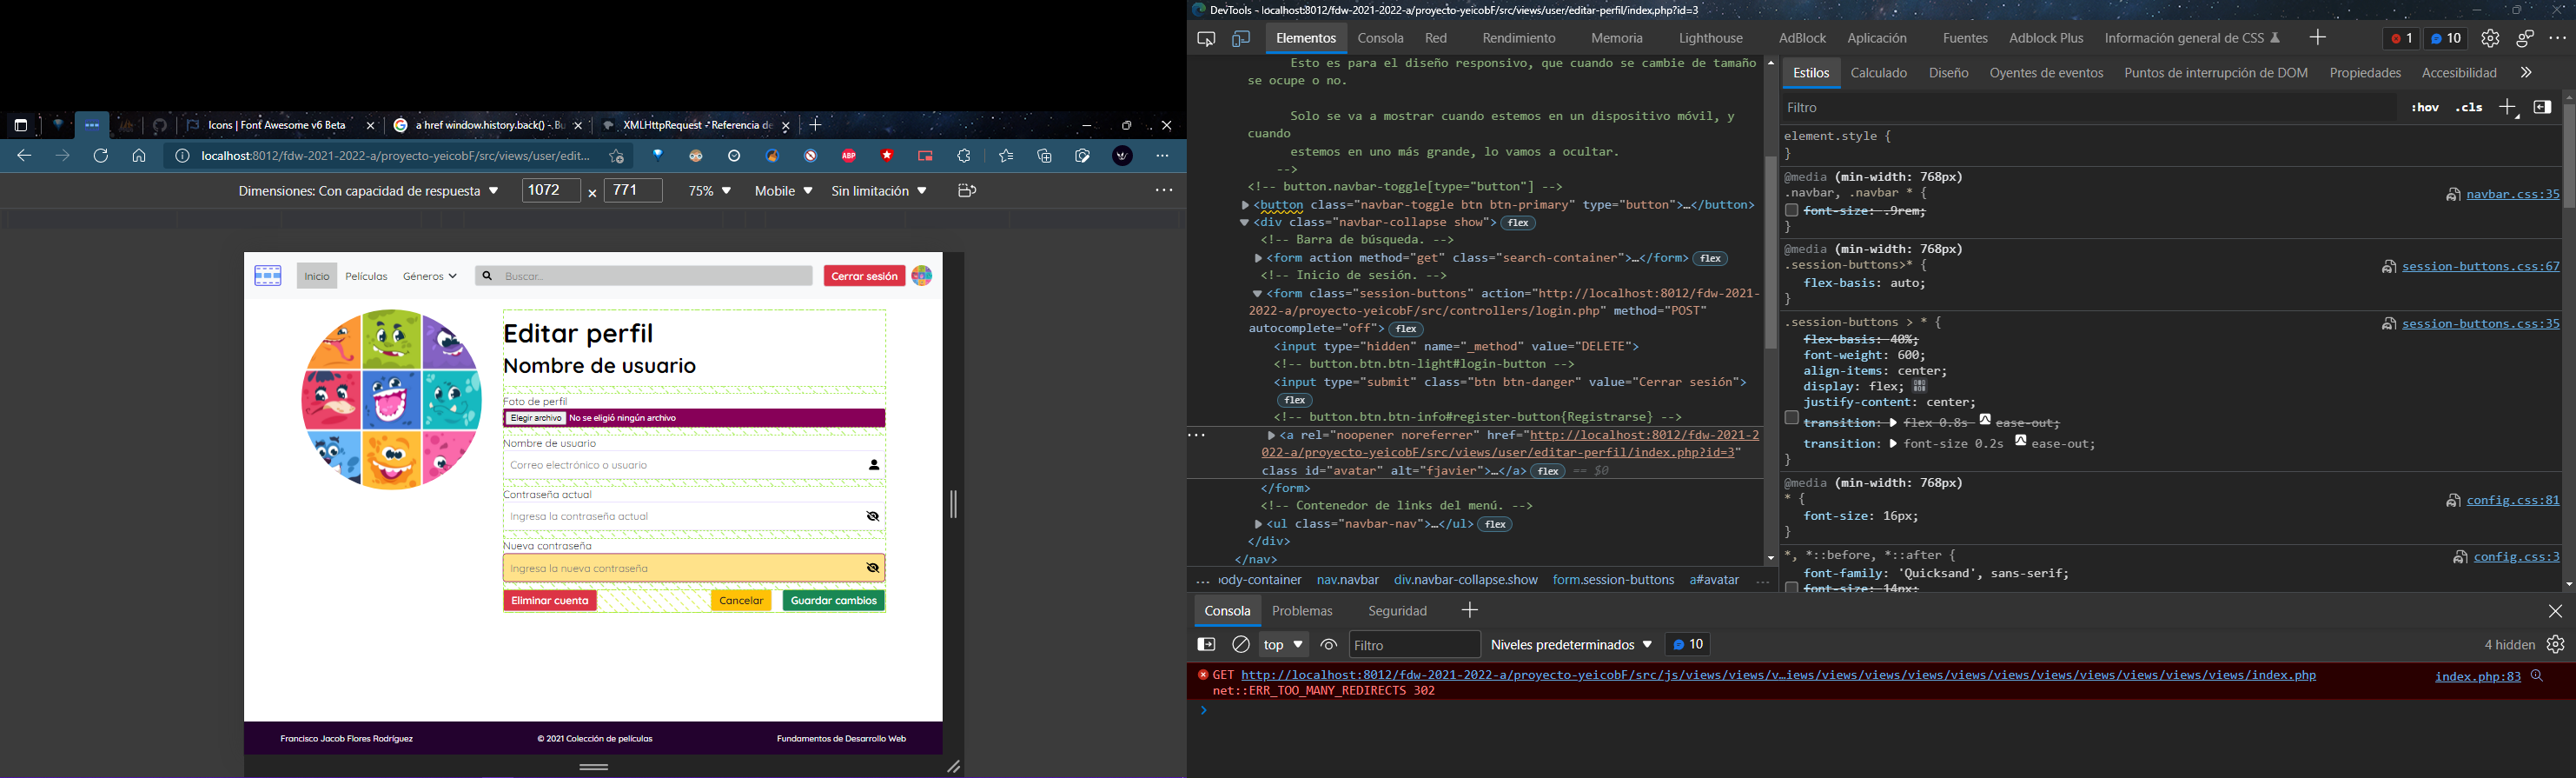 Icons | Font Awesome v6 Beta
a href window.history.back() - Bu
XMLHttpRequest - Referencia de
localhost:8012/fdw-2021-2022-a/proyecto-yeicobF/src/views/user/edit...
ABP
Dimensiones: Con capacidad de respuesta ▼ 1072 × 771 75% ▼ Mobile ▼ Sin limitación ▼
Inicio Películas Géneros Buscar... Cerrar sesión
Editar perfil
Nombre de usuario
Foto de perfil
Elegir archivo No se eligió ningún archivo
Nombre de usuario
Correo electrónico o usuario
Contraseña actual
Ingresa la contraseña actual
Nueva contraseña
Ingresa la nueva contraseña
Eliminar cuenta Cancelar Guardar cambios
Francisco Jacob Flores Rodríguez © 2021 Colección de películas Fundamentos de Desarrollo Web
DevTools - localhost:8012/fdw-2021-2022-a/proyecto-yeicobF/src/views/user/editar-perfil/index.php?id=3
Elementos Consola Red Rendimiento Memoria Lighthouse AdBlock Aplicación Fuentes Adblock Plus Información general de CSS 1 10
Esto es para el diseño responsivo, que cuando se cambie de tamaño
se ocupe o no.
Solo se va a mostrar cuando estemos en un dispositivo móvil, y
cuando
estemos en uno más grande, lo vamos a ocultar.
-->
<!-- button.navbar-toggle[type="button"] -->
▶<button class="navbar-toggle btn btn-primary" type="button">…</button>
▼<div class="navbar-collapse show"> flex
<!-- Barra de búsqueda. -->
▶<form action method="get" class="search-container">…</form> flex
<!-- Inicio de sesión. -->
▼<form class="session-buttons" action="http://localhost:8012/fdw-2021-
2022-a/proyecto-yeicobF/src/controllers/login.php" method="POST"
autocomplete="off"> flex
<input type="hidden" name="_method" value="DELETE">
<!-- button.btn.btn-light#login-button -->
<input type="submit" class="btn btn-danger" value="Cerrar sesión">
flex
<!-- button.btn.btn-info#register-button{Registrarse} -->
▶<a rel="noopener noreferrer" href="http://localhost:8012/fdw-2021-2
022-a/proyecto-yeicobF/src/views/user/editar-perfil/index.php?id=3"
class id="avatar" alt="fjavier">…</a> flex == $0
</form>
<!-- Contenedor de links del menú. -->
▶<ul class="navbar-nav">…</ul> flex
</div>
</nav>
... ody-container nav.navbar div.navbar-collapse.show form.session-buttons a#avatar ...
Estilos Calculado Diseño Oyentes de eventos Puntos de interrupción de DOM Propiedades Accesibilidad
Filtro :hov .cls
element.style {
}
@media (min-width: 768px)
.navbar, .navbar * { navbar.css:35
font-size: .9rem;
}
@media (min-width: 768px)
.session-buttons>* { session-buttons.css:67
flex-basis: auto;
}
.session-buttons > * { session-buttons.css:35
flex-basis: 40%;
font-weight: 600;
align-items: center;
display: flex;
justify-content: center;
transition: ▶ flex 0.8s ease-out;
transition: ▶ font-size 0.2s ease-out;
}
@media (min-width: 768px)
* { config.css:81
font-size: 16px;
}
*, *::before, *::after { config.css:3
font-family: 'Quicksand', sans-serif;
font-size: 14px;
Consola Problemas Seguridad
top ▼ Filtro Niveles predeterminados ▼ 10 4 hidden
GET http://localhost:8012/fdw-2021-2022-a/proyecto-yeicobF/src/js/views/views/v…iews/views/views/views/views/views/views/views/views/views/views/index.php index.php:83
net::ERR_TOO_MANY_REDIRECTS 302